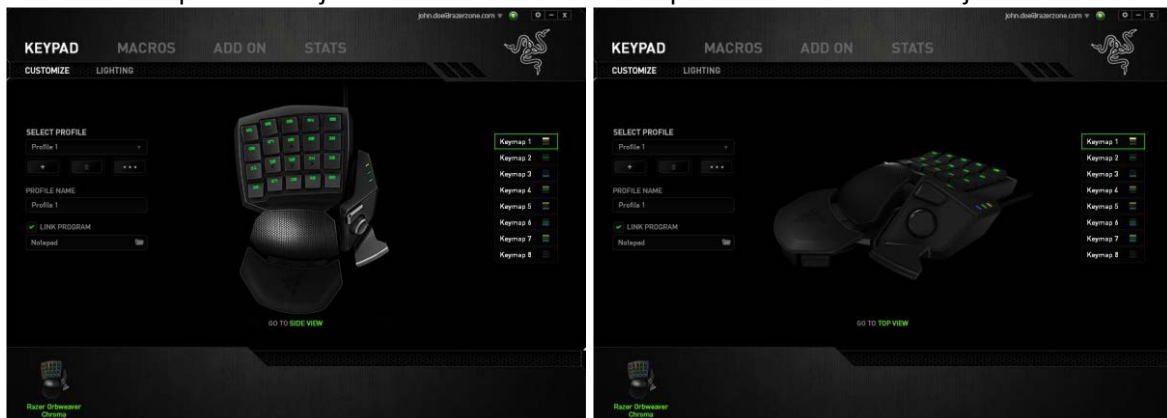 john.doe@razerzone.com
KEYPAD MACROS ADD ON STATS
CUSTOMIZE LIGHTING
SELECT PROFILE
Profile 1
PROFILE NAME
Profile 1
LINK PROGRAM
Notepad
Keymap 1
Keymap 2
Keymap 3
Keymap 4
Keymap 5
Keymap 6
Keymap 7
Keymap 8
GO TO SIDE VIEW
Razer Orbweaver
Chroma
john.doe@razerzone.com
KEYPAD MACROS ADD ON STATS
CUSTOMIZE LIGHTING
SELECT PROFILE
Profile 1
PROFILE NAME
Profile 1
LINK PROGRAM
Notepad
Keymap 1
Keymap 2
Keymap 3
Keymap 4
Keymap 5
Keymap 6
Keymap 7
Keymap 8
GO TO TOP VIEW
Razer Orbweaver
Chroma